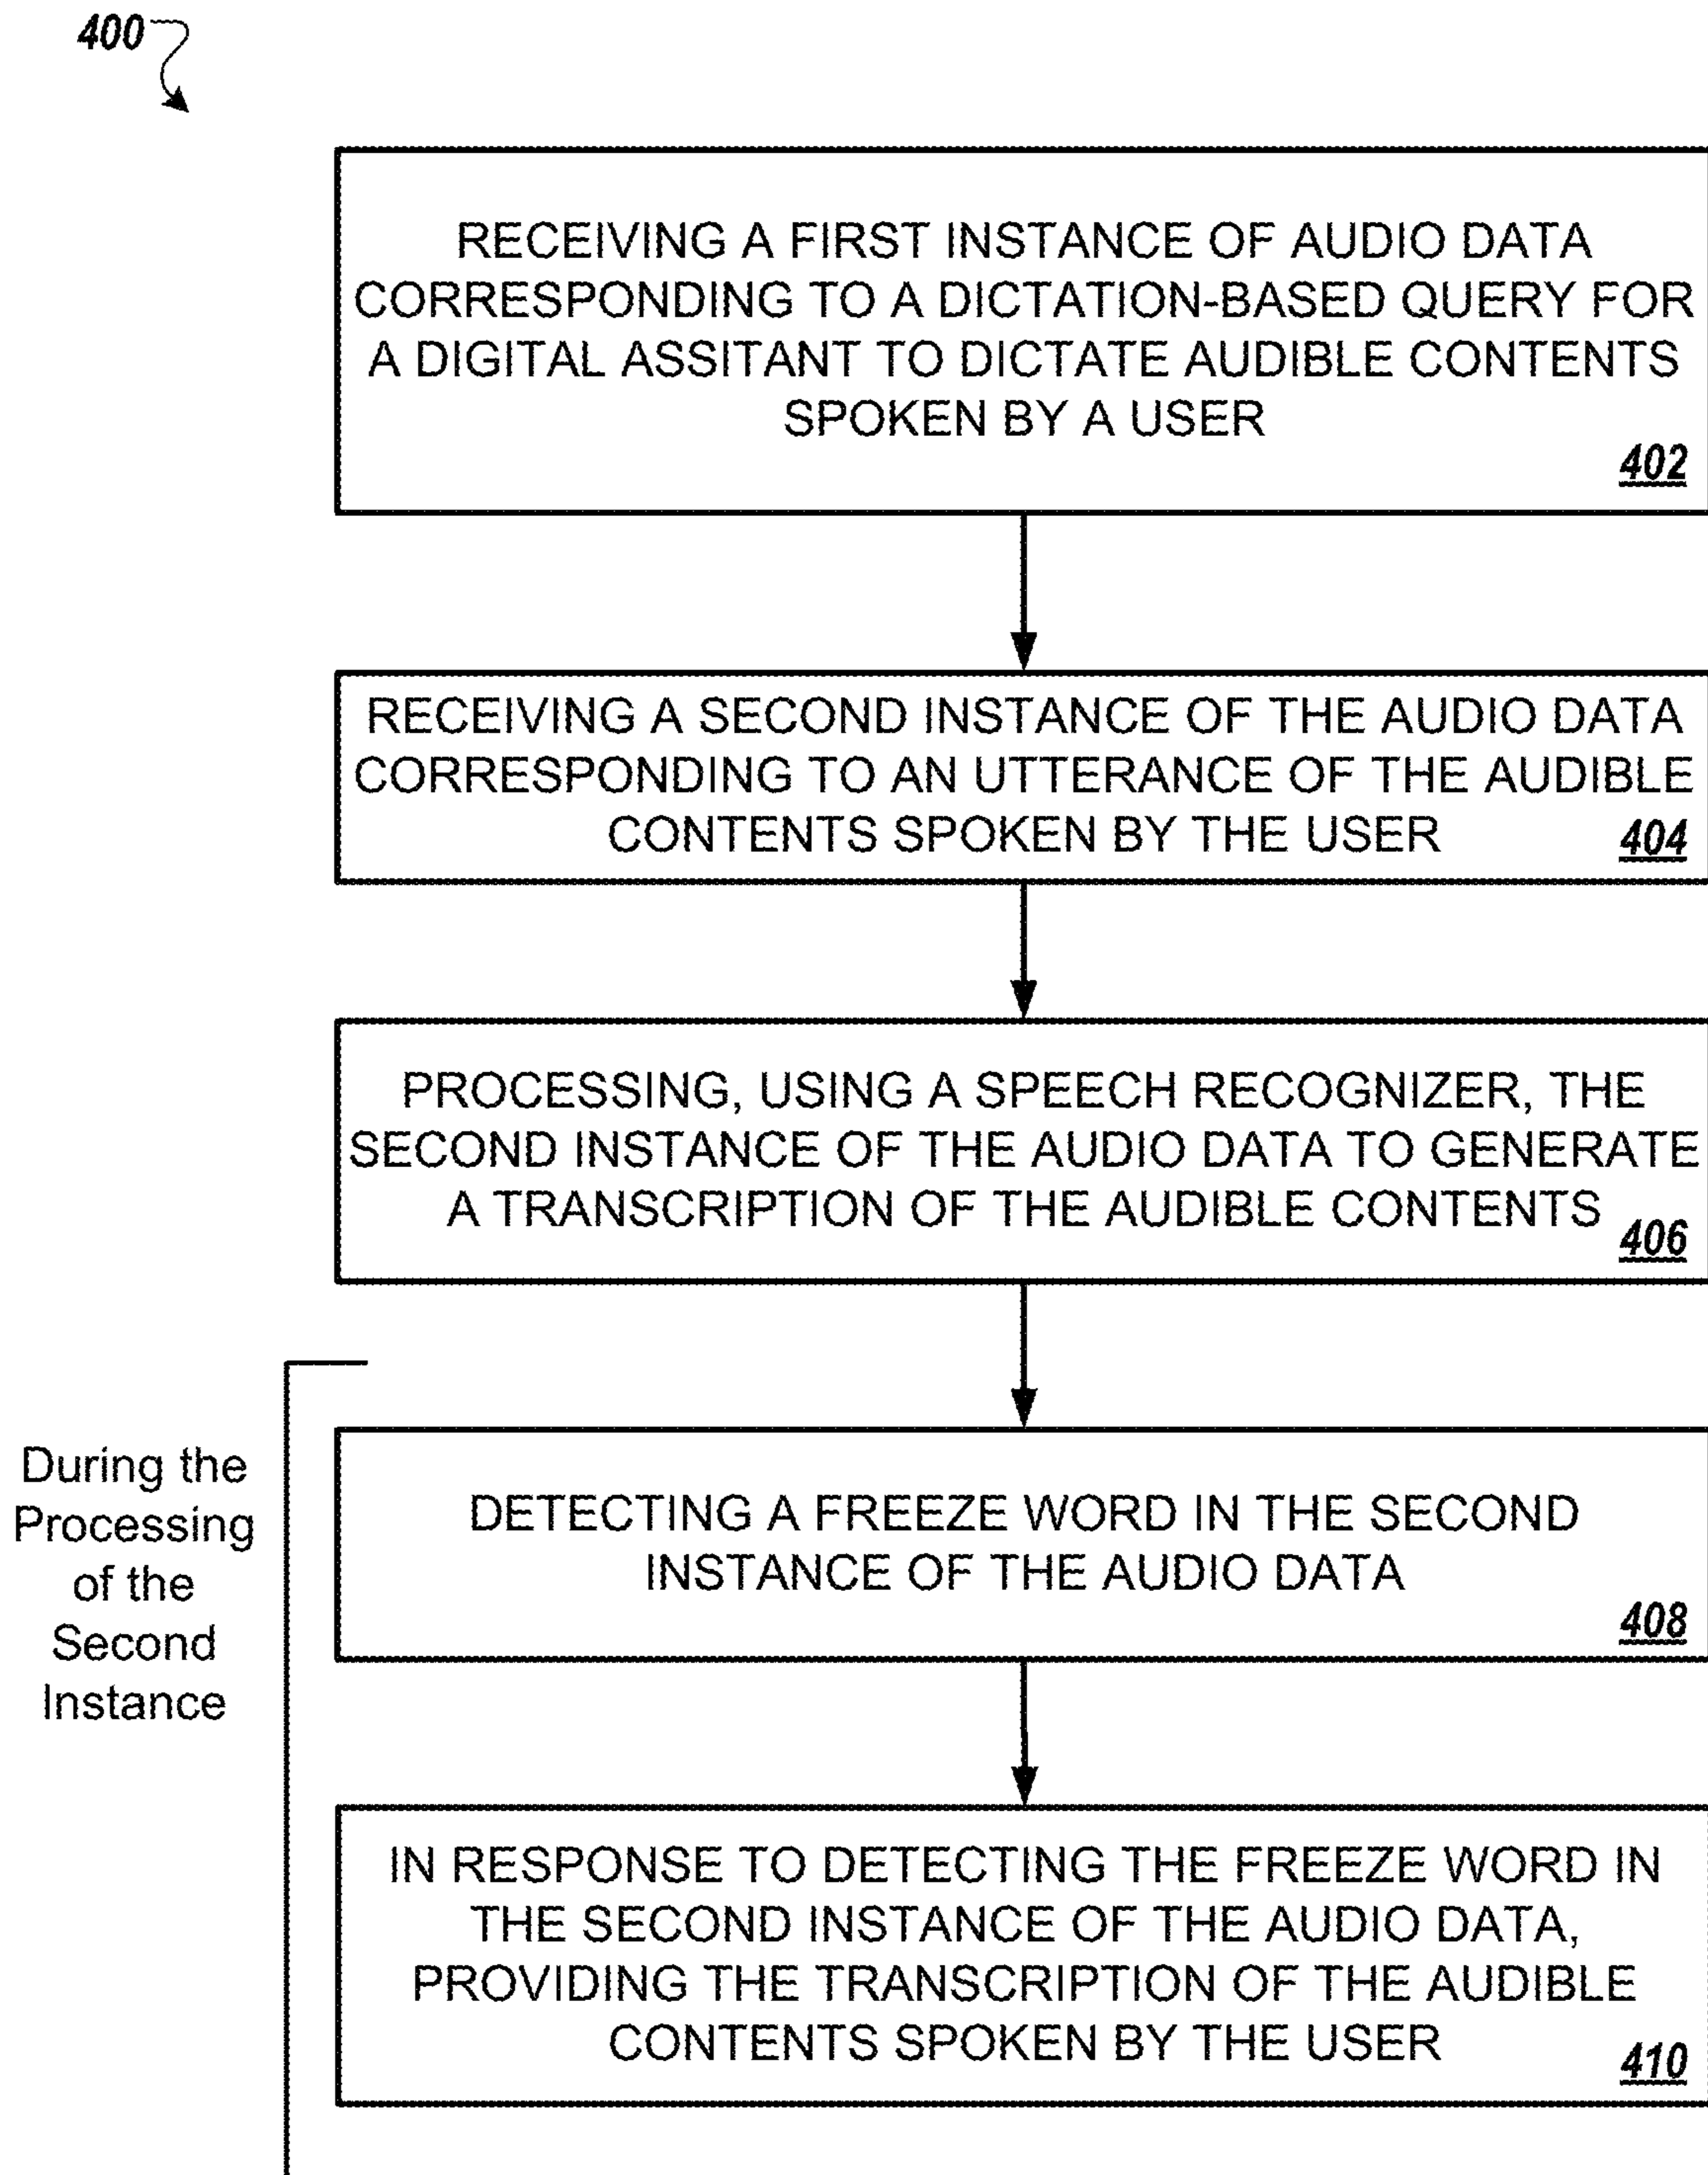 400
RECEIVING A FIRST INSTANCE OF AUDIO DATA
CORRESPONDING TO A DICTATION-BASED QUERY FOR
A DIGITAL ASSITANT TO DICTATE AUDIBLE CONTENTS
SPOKEN BY A USER
402
RECEIVING A SECOND INSTANCE OF THE AUDIO DATA
CORRESPONDING TO AN UTTERANCE OF THE AUDIBLE
CONTENTS SPOKEN BY THE USER
404
PROCESSING, USING A SPEECH RECOGNIZER, THE
SECOND INSTANCE OF THE AUDIO DATA TO GENERATE
A TRANSCRIPTION OF THE AUDIBLE CONTENTS
406
During the
Processing
of the
Second
Instance
DETECTING A FREEZE WORD IN THE SECOND
INSTANCE OF THE AUDIO DATA
408
IN RESPONSE TO DETECTING THE FREEZE WORD IN
THE SECOND INSTANCE OF THE AUDIO DATA,
PROVIDING THE TRANSCRIPTION OF THE AUDIBLE
CONTENTS SPOKEN BY THE USER
410